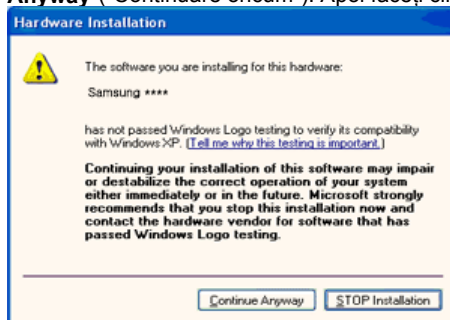 Anyway ("Continuare oricum"). Apoi faceţi cli
Hardware Installation
The software you are installing for this hardware:
Samsung ****
has not passed Windows Logo testing to verify its compatibility
with Windows XP. (Tell me why this testing is important.)
Continuing your installation of this software may impair
or destabilize the correct operation of your system
either immediately or in the future. Microsoft strongly
recommends that you stop this installation now and
contact the hardware vendor for software that has
passed Windows Logo testing.
Continue Anyway STOP Installation